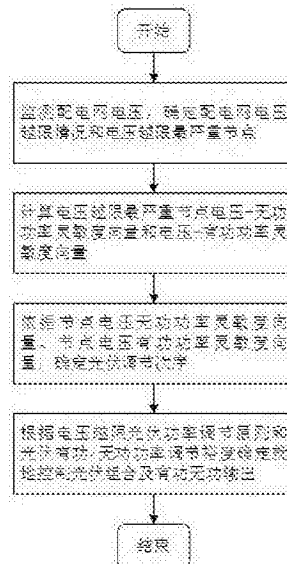 开始
监测配电网电压，确定配电网电压
越限情况和电压越限最严重节点
计算电压越限最严重节点电压-无功
功率灵敏度向量和电压-有功功率灵
敏度向量
依据节点电压无功功率灵敏度向
量、节点电压有功功率灵敏度向
量，确定光伏调节次序
根据电压越限光伏功率调节原则和
光伏有功、无功功率调节裕度确定
控制光伏组合及有功无功输出
结束